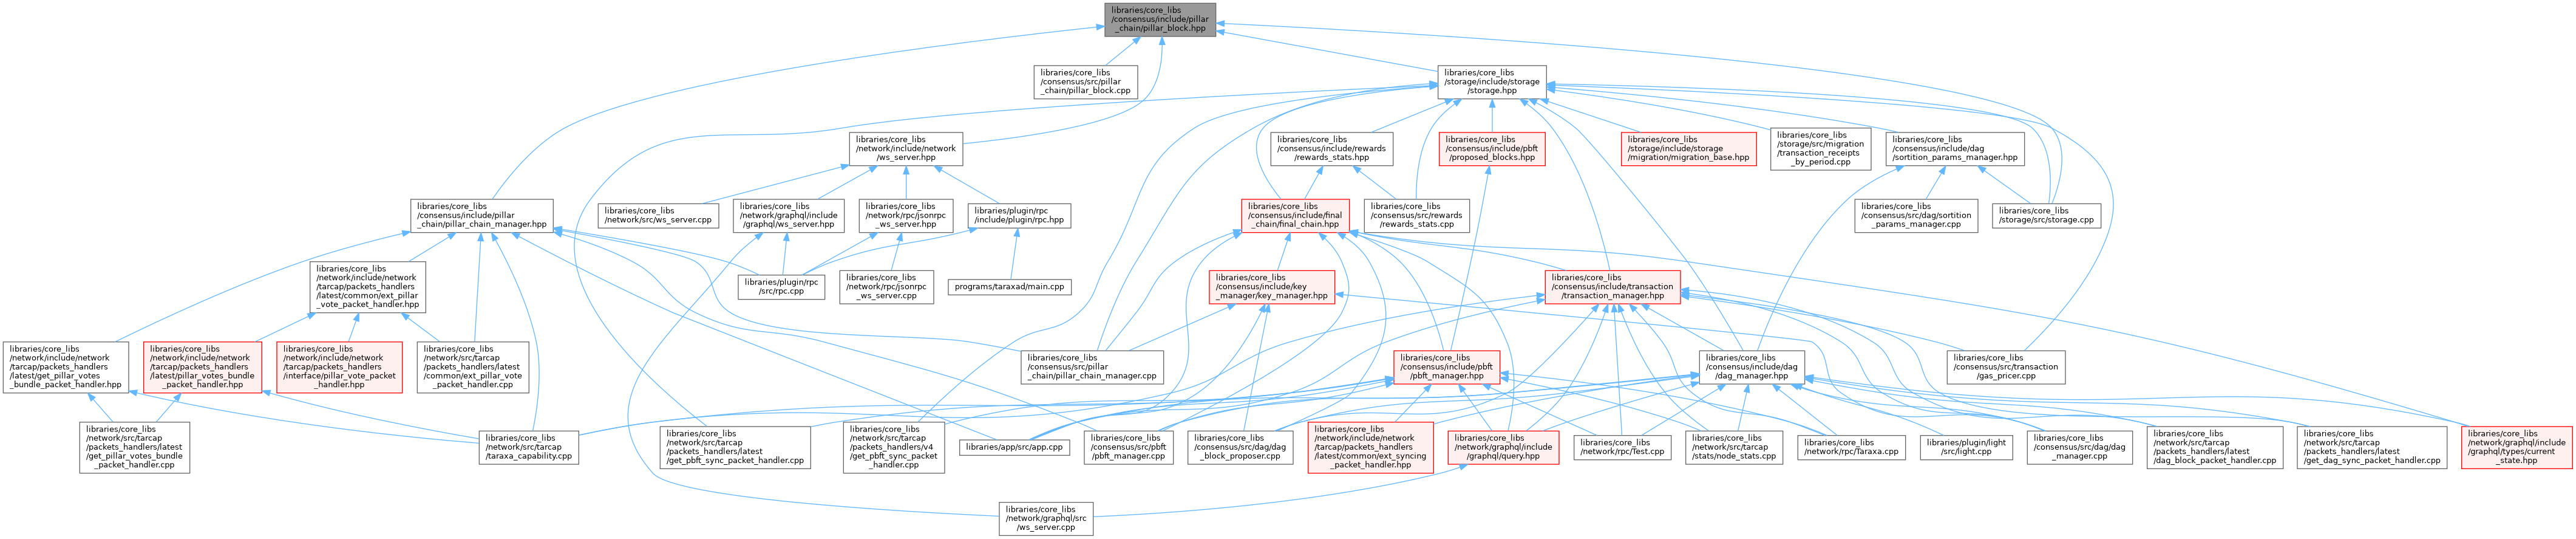 libraries/core_libs
/consensus/include/pillar
_chain/pillar_block.hpp
libraries/core_libs
/consensus/src/pillar
_chain/pillar_block.cpp
libraries/core_libs
/storage/include/storage
/storage.hpp
libraries/core_libs
/network/include/network
/ws_server.hpp
libraries/core_libs
/consensus/include/rewards
/rewards_stats.hpp
libraries/core_libs
/consensus/include/pbft
/proposed_blocks.hpp
libraries/core_libs
/storage/include/storage
/migration/migration_base.hpp
libraries/core_libs
/storage/src/migration
/transaction_receipts
_by_period.cpp
libraries/core_libs
/consensus/include/dag
/sortition_params_manager.hpp
libraries/core_libs
/consensus/include/pillar
_chain/pillar_chain_manager.hpp
libraries/core_libs
/network/src/ws_server.cpp
libraries/core_libs
/network/graphql/include
/graphql/ws_server.hpp
libraries/core_libs
/network/rpc/jsonrpc
_ws_server.hpp
libraries/plugin/rpc
/include/plugin/rpc.hpp
libraries/core_libs
/consensus/include/final
_chain/final_chain.hpp
libraries/core_libs
/consensus/src/rewards
/rewards_stats.cpp
libraries/core_libs
/consensus/src/dag/sortition
_params_manager.cpp
libraries/core_libs
/storage/src/storage.cpp
libraries/core_libs
/network/include/network
/tarcap/packets_handlers
/latest/common/ext_pillar
_vote_packet_handler.hpp
libraries/plugin/rpc
/src/rpc.cpp
libraries/core_libs
/network/rpc/jsonrpc
_ws_server.cpp
programs/taraxad/main.cpp
libraries/core_libs
/consensus/include/key
_manager/key_manager.hpp
libraries/core_libs
/consensus/include/transaction
/transaction_manager.hpp
libraries/core_libs
/network/include/network
/tarcap/packets_handlers
/latest/get_pillar_votes
_bundle_packet_handler.hpp
libraries/core_libs
/network/include/network
/tarcap/packets_handlers
/latest/pillar_votes_bundle
_packet_handler.hpp
libraries/core_libs
/network/include/network
/tarcap/packets_handlers
/interface/pillar_vote_packet
_handler.hpp
libraries/core_libs
/network/src/tarcap
/packets_handlers/latest
/common/ext_pillar_vote
_packet_handler.cpp
libraries/core_libs
/consensus/src/pillar
_chain/pillar_chain_manager.cpp
libraries/core_libs
/consensus/include/pbft
/pbft_manager.hpp
libraries/core_libs
/consensus/include/dag
/dag_manager.hpp
libraries/core_libs
/consensus/src/transaction
/gas_pricer.cpp
libraries/core_libs
/network/src/tarcap
/packets_handlers/latest
/get_pillar_votes_bundle
_packet_handler.cpp
libraries/core_libs
/network/src/tarcap
/taraxa_capability.cpp
libraries/core_libs
/network/src/tarcap
/packets_handlers/latest
/get_pbft_sync_packet_handler.cpp
libraries/core_libs
/network/src/tarcap
/packets_handlers/v4
/get_pbft_sync_packet
_handler.cpp
libraries/app/src/app.cpp
libraries/core_libs
/consensus/src/pbft
/pbft_manager.cpp
libraries/core_libs
/consensus/src/dag/dag
_block_proposer.cpp
libraries/core_libs
/network/include/network
/tarcap/packets_handlers
/latest/common/ext_syncing
_packet_handler.hpp
libraries/core_libs
/network/graphql/include
/graphql/query.hpp
libraries/core_libs
/network/rpc/Test.cpp
libraries/core_libs
/network/src/tarcap
/stats/node_stats.cpp
libraries/core_libs
/network/rpc/Taraxa.cpp
libraries/plugin/light
/src/light.cpp
libraries/core_libs
/consensus/src/dag/dag
_manager.cpp
libraries/core_libs
/network/src/tarcap
/packets_handlers/latest
/dag_block_packet_handler.cpp
libraries/core_libs
/network/src/tarcap
/packets_handlers/latest
/get_dag_sync_packet_handler.cpp
libraries/core_libs
/network/graphql/include
/graphql/types/current
_state.hpp
libraries/core_libs
/network/graphql/src
/ws_server.cpp